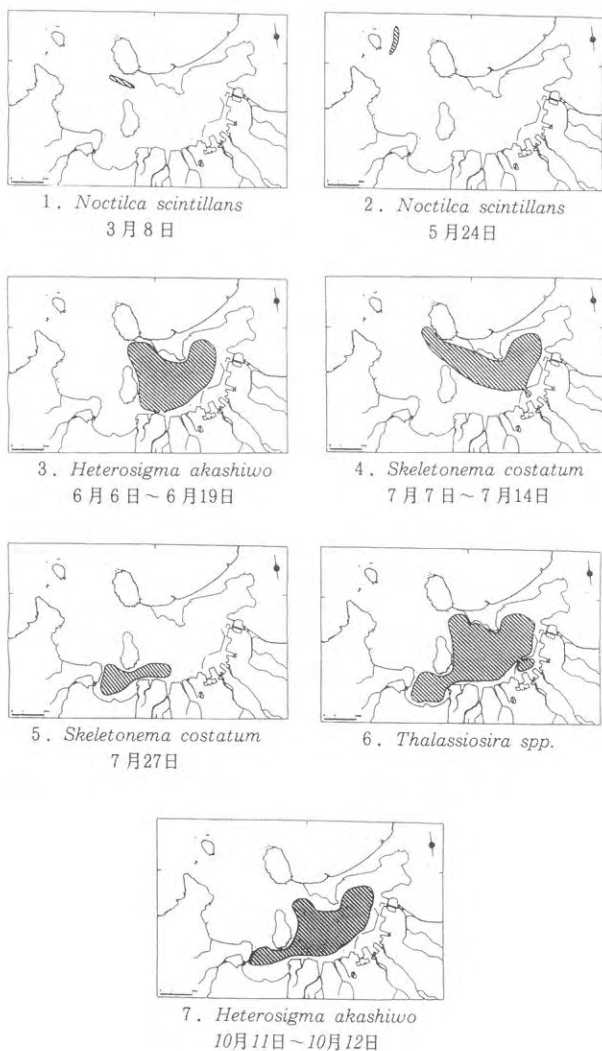 1. Noctilca scintillans
3月8日
2. Noctilca scintillans
5月24日
3. Heterosigma akashiwo
6月6日~6月19日
4. Skeletonema costatum
7月7日~7月14日
5. Skeletonema costatum
7月27日
6. Thalassiosira spp.
7. Heterosigma akashiwo
10月11日~10月12日